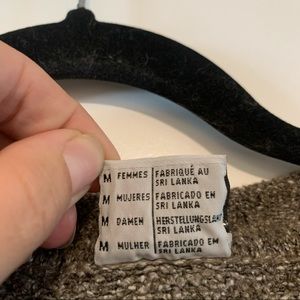 M FEMMES FABRIQUÉ AU
SRI LANKA
M MUJERES FABRICADO EN
SRI LANKA
M DAMEN HERSTELLUNGSLAND
SRI LANKA
M MULHER FABRICADO EM
SRI LANKA